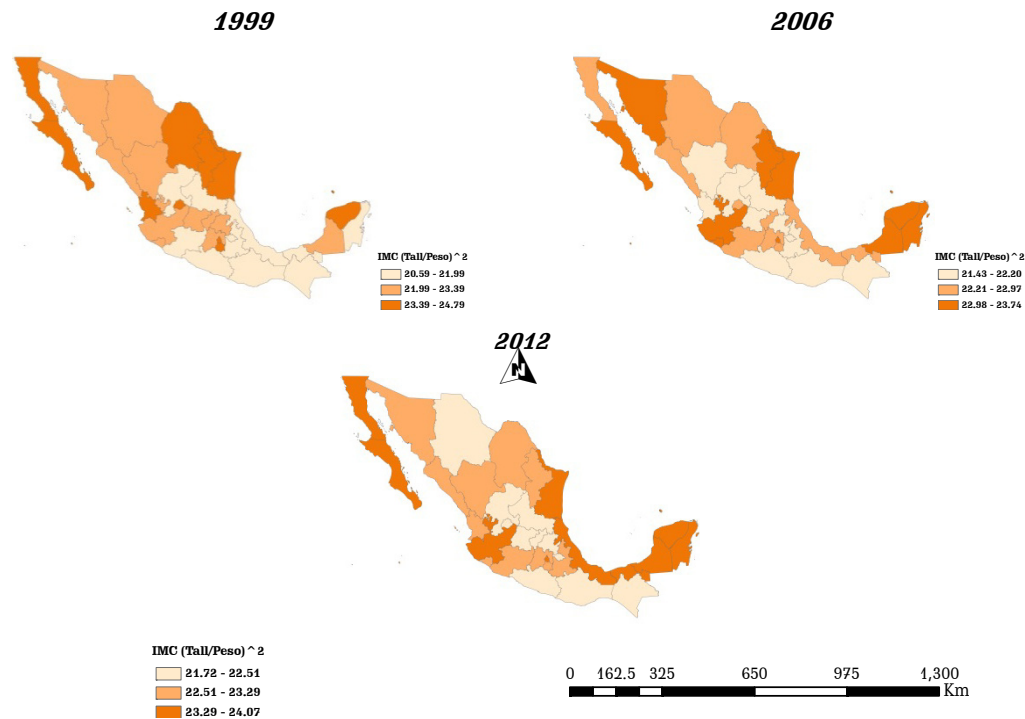 1999
2006
IMC (Tall/Peso)^2
20.59 - 21.99
21.99 - 23.39
23.39 - 24.79
IMC (Tall/Peso)^2
21.43 - 22.20
22.21 - 22.97
22.98 - 23.74
2012
N
IMC (Tall/Peso)^2
21.72 - 22.51
22.51 - 23.29
23.29 - 24.07
0 162.5 325 650 975 1,300
Km